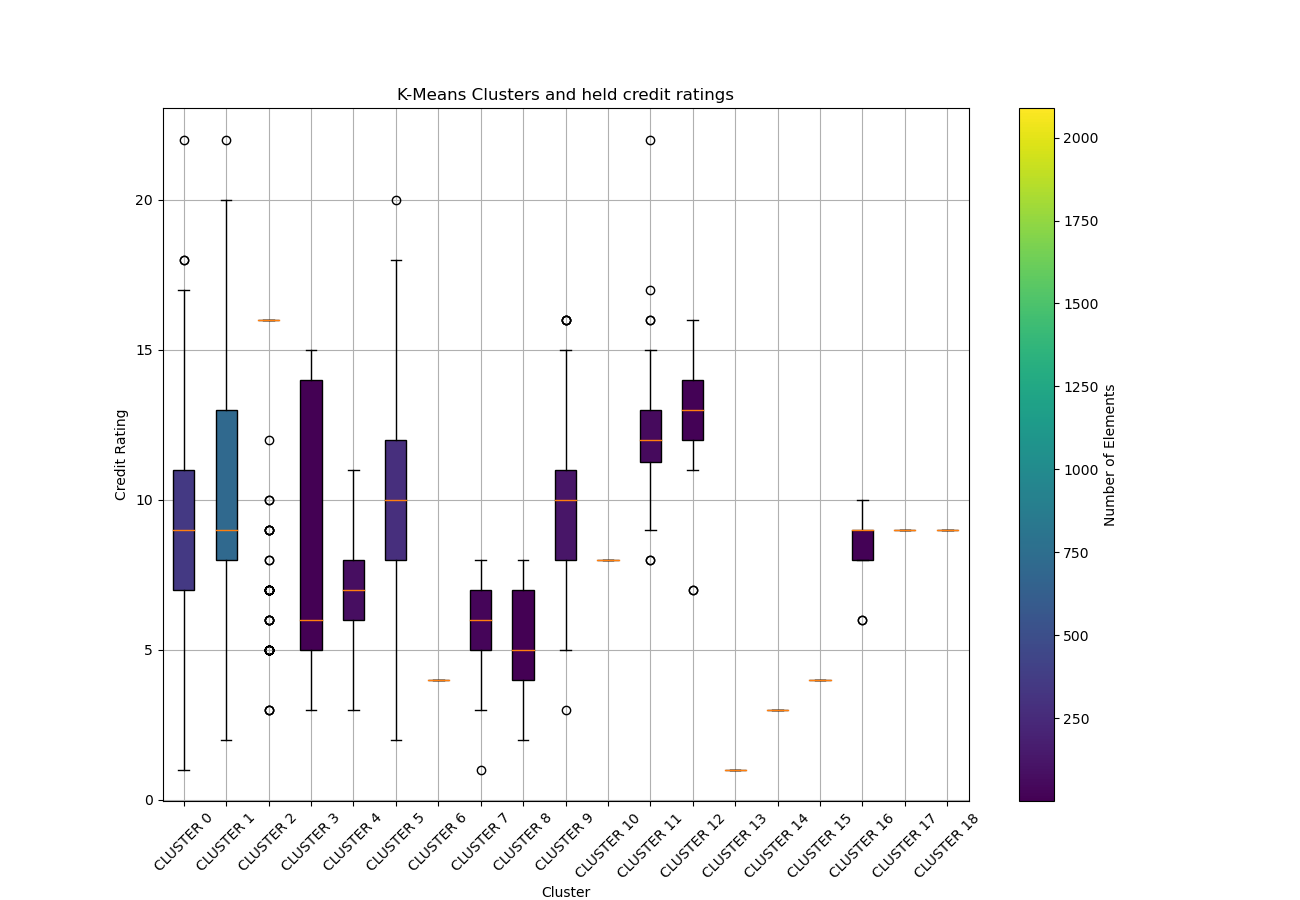 K-Means Clusters and held credit ratings
Credit Rating
20
15
10
5
0
CLUSTER 0
CLUSTER 1
CLUSTER 2
CLUSTER 3
CLUSTER 4
CLUSTER 5
CLUSTER 6
CLUSTER 7
CLUSTER 8
CLUSTER 9
CLUSTER 10
CLUSTER 11
CLUSTER 12
CLUSTER 13
CLUSTER 14
CLUSTER 15
CLUSTER 16
CLUSTER 17
CLUSTER 18
Cluster
2000
1750
1500
1250
1000
750
500
250
Number of Elements